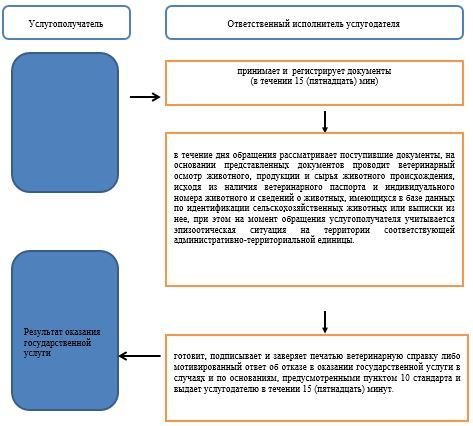 Услугополучатель
Ответственный исполнитель услугодателя
принимает и регистрирует документы
(в течении 15 (пятнадцать) мин)
в течение дня обращения рассматривает поступившие документы, на
основании представленных документов проводит ветеринарный
осмотр животного, продукции и сырья животного происхождения,
исходя из наличия ветеринарного паспорта и индивидуального
номера животного и сведений о животных, имеющихся в базе данных
по идентификации сельскохозяйственных животных или выписки из
нее, при этом на момент обращения услугополучателя учитывается
эпизоотическая ситуация на территории соответствующей
административно-территориальной единицы.
Результат оказания
государственной
услуги
готовит, подписывает и заверяет печатью ветеринарную справку либо
мотивированный ответ об отказе в оказании государственной услуги в
случаях и по основаниям, предусмотренными пунктом 10 стандарта и
выдает услугодателю в течении 15 (пятнадцать) минут.